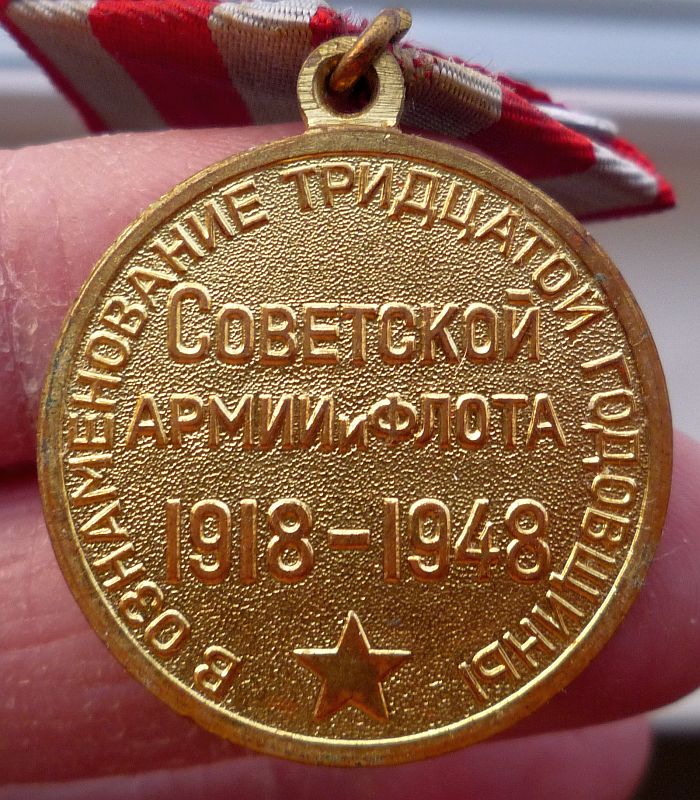 В ОЗНАМЕНОВАНИЕ ТРИДЦАТОЙ ГОДОВЩИНЫ
СОВЕТСКОЙ
АРМИИ и ФЛОТА
1918-1948